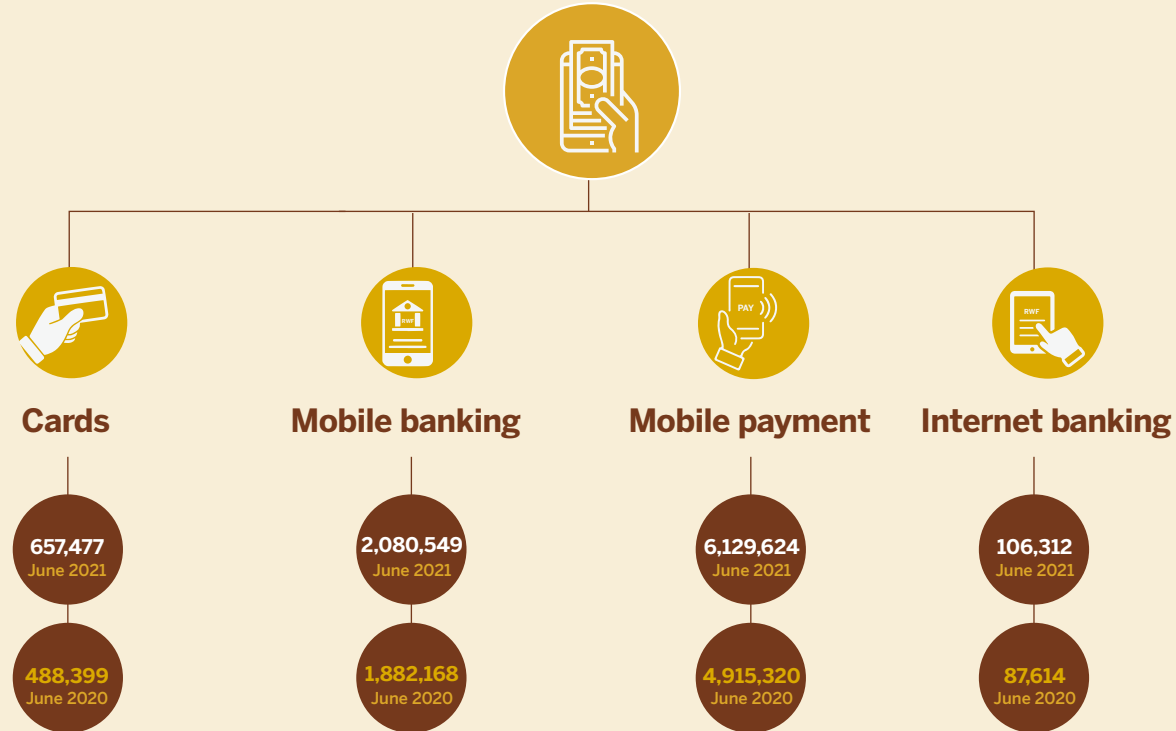 RWF
PAY
RWF
Cards
Mobile banking
Mobile payment
Internet banking
657,477
June 2021
2,080,549
June 2021
6,129,624
June 2021
106,312
June 2021
488,399
June 2020
1,882,168
June 2020
4,915,320
June 2020
87,614
June 2020